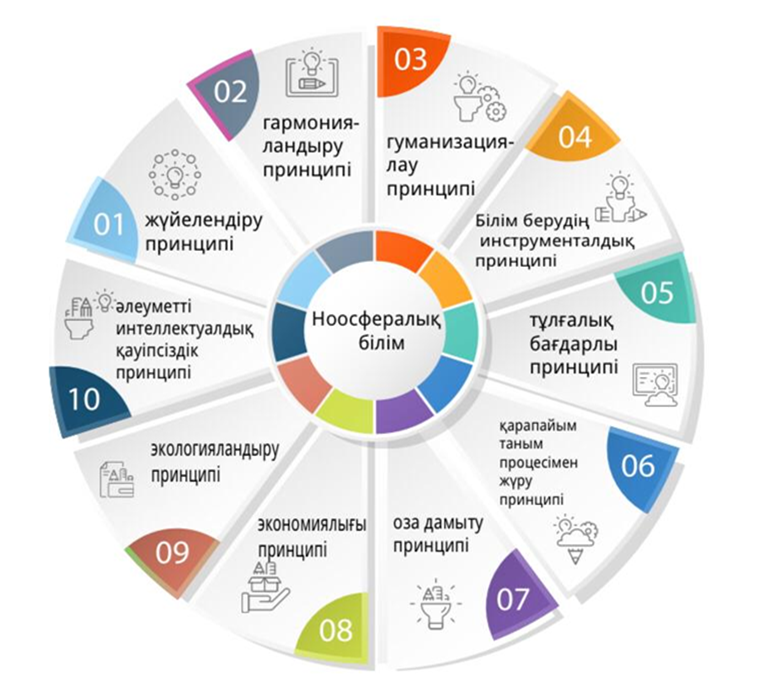 01
жүйелендіру
принципі
02
гармония-
ландыру
принципі
03
гуманизация-
лау
принципі
04
Білім берудің
инструменталдық
принципі
05
тұлғалық
бағдарлы
принципі
06
қарапайым
таным
процесімен
жүру
принципі
07
оза дамыту
принципі
08
экономиялығы
принципі
09
экологияландыру
принципі
10
әлеуметті
интеллектуалдық
қауіпсіздік
принципі
Ноосфералық
білім